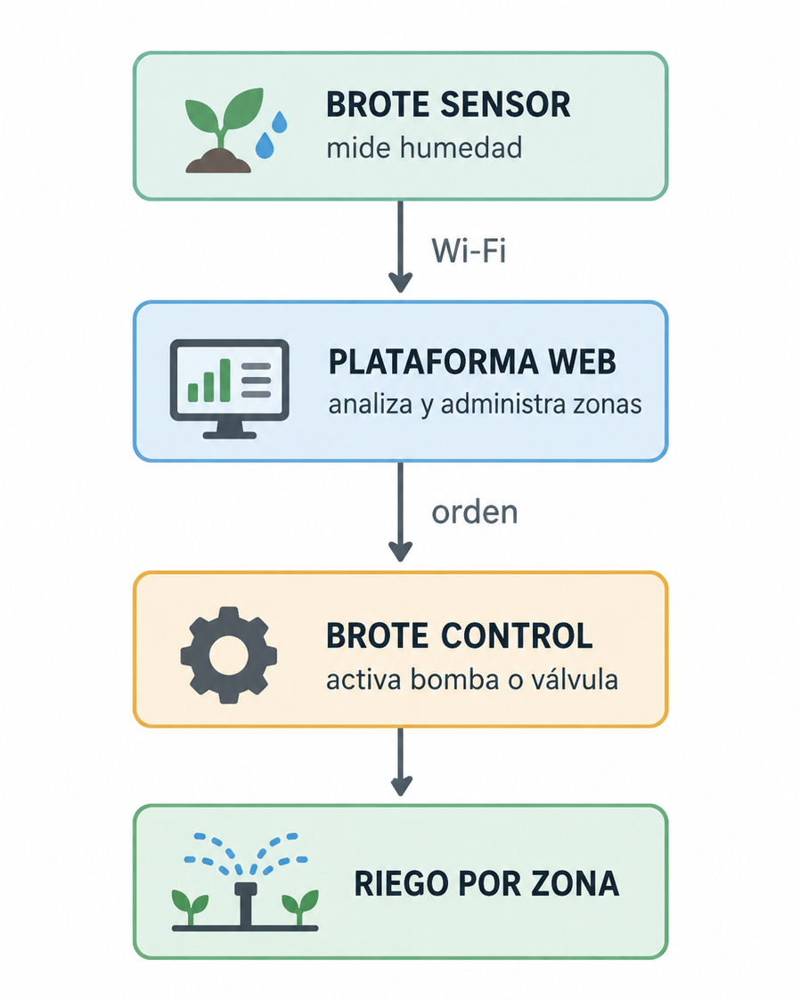 BROTE SENSOR
mide humedad
Wi-Fi
PLATAFORMA WEB
analiza y administra zonas
orden
BROTE CONTROL
activa bomba o válvula
RIEGO POR ZONA